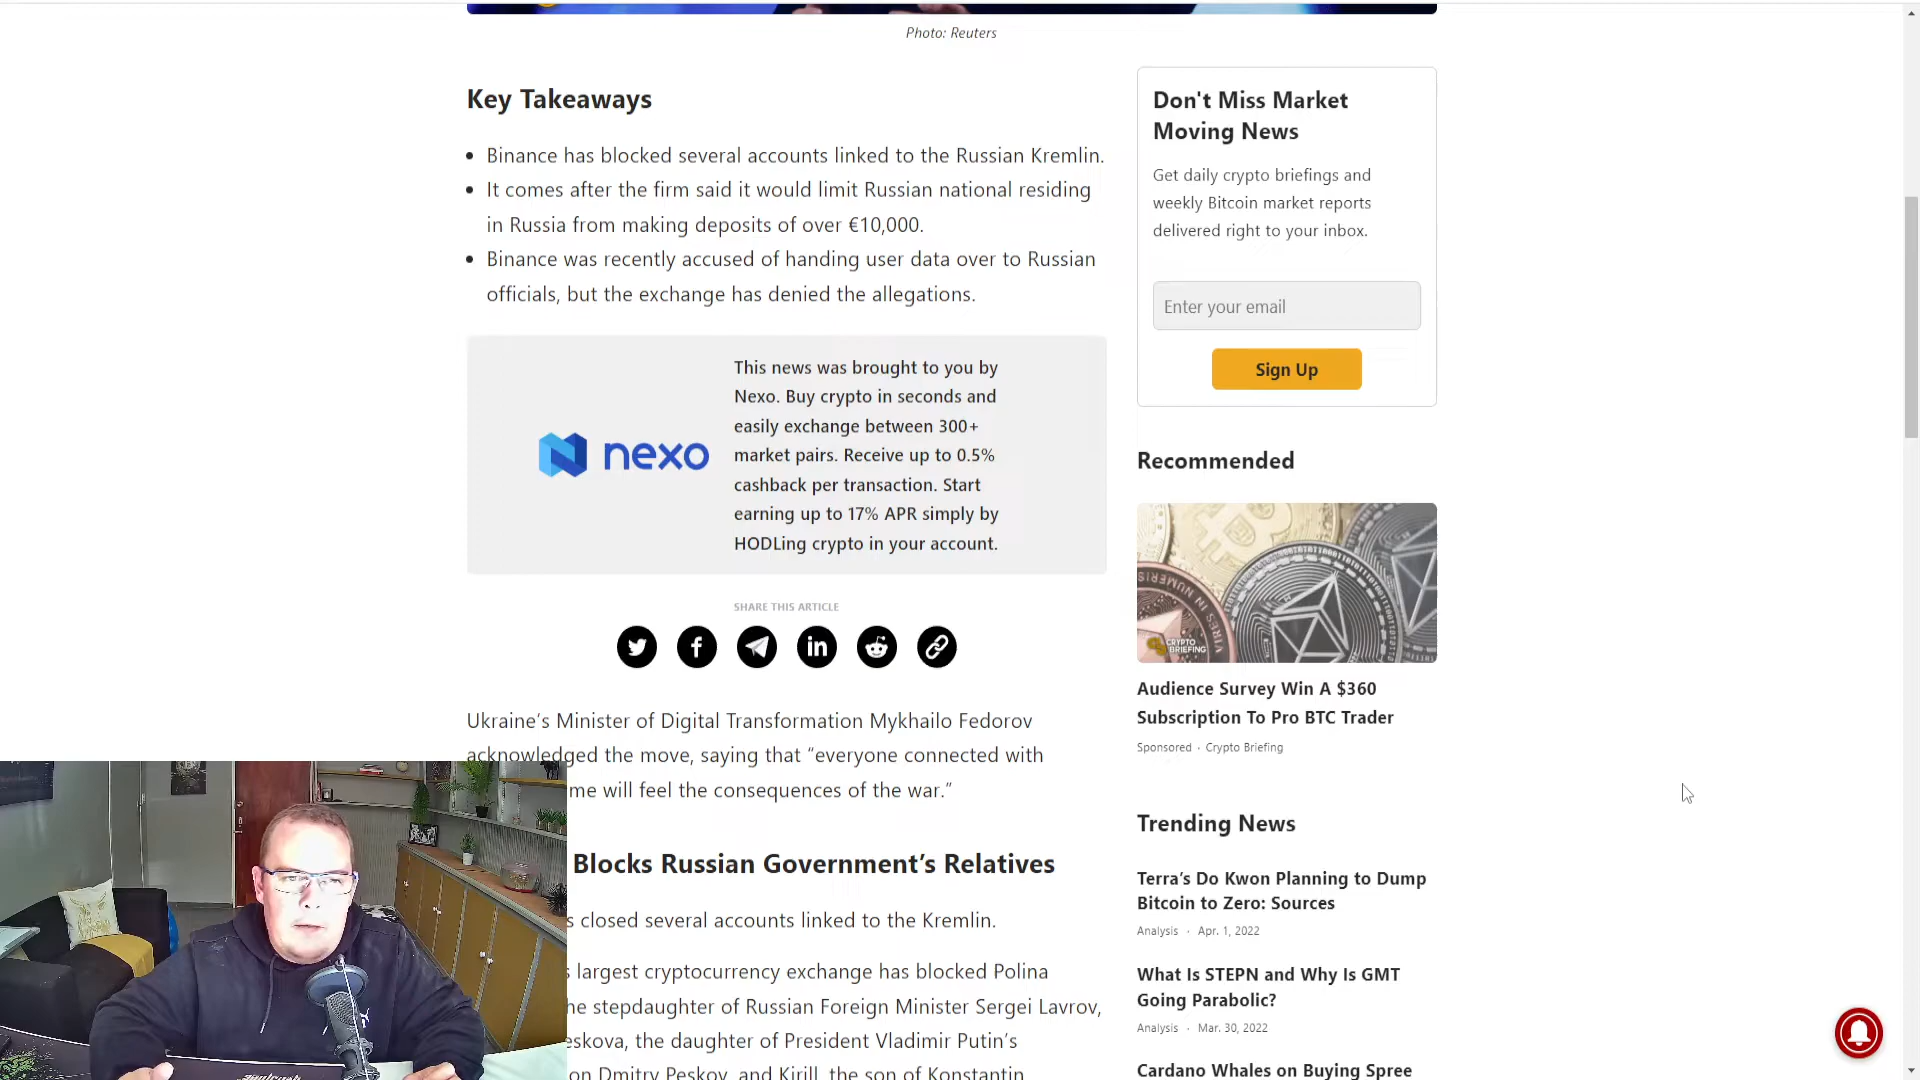 Photo: Reuters
Key Takeaways
Binance has blocked several accounts linked to the Russian Kremlin.
It comes after the firm said it would limit Russian national residing
in Russia from making deposits of over €10,000.
Binance was recently accused of handing user data over to Russian
officials, but the exchange has denied the allegations.
This news was brought to you by
Nexo. Buy crypto in seconds and
easily exchange between 300+
market pairs. Receive up to 0.5%
cashback per transaction. Start
earning up to 17% APR simply by
HODLing crypto in your account.
nexo
SHARE THIS ARTICLE
Ukraine’s Minister of Digital Transformation Mykhailo Fedorov
acknowledged the move, saying that “everyone connected with
me will feel the consequences of the war.”
Blocks Russian Government’s Relatives
s closed several accounts linked to the Kremlin.
s largest cryptocurrency exchange has blocked Polina
he stepdaughter of Russian Foreign Minister Sergei Lavrov,
eskova, the daughter of President Vladimir Putin’s
on Dmitry Peskov, and Kirill, the son of Konstantin
Don't Miss Market
Moving News
Get daily crypto briefings and
weekly Bitcoin market reports
delivered right to your inbox.
Enter your email
Sign Up
Recommended
CRYPTO
BRIEFING
Audience Survey Win A $360
Subscription To Pro BTC Trader
Sponsored · Crypto Briefing
Trending News
Terra’s Do Kwon Planning to Dump
Bitcoin to Zero: Sources
Analysis · Apr. 1, 2022
What Is STEPN and Why Is GMT
Going Parabolic?
Analysis · Mar. 30, 2022
Cardano Whales on Buying Spree